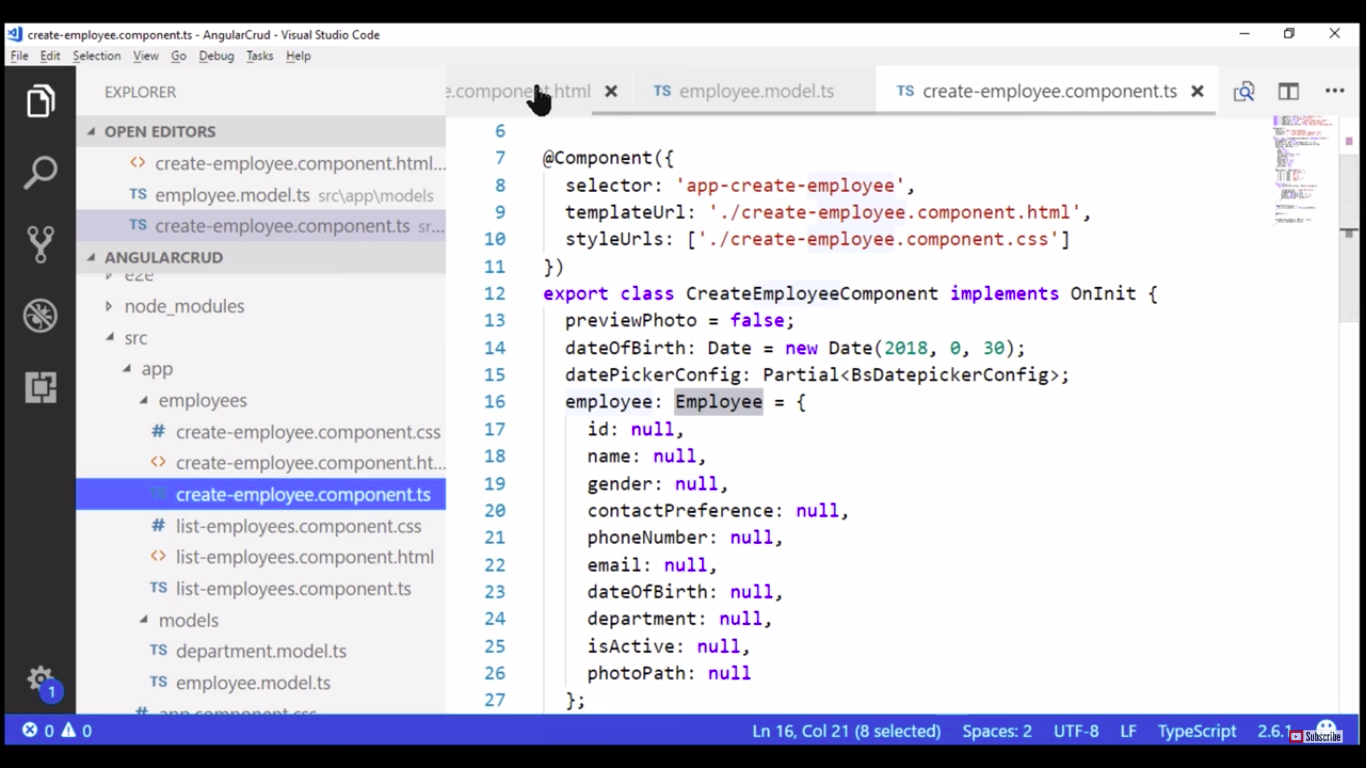 create-employee.component.ts - AngularCrud - Visual Studio Code
File Edit Selection View Go Debug Tasks Help
EXPLORER
OPEN EDITORS
create-employee.component.html...
employee.model.ts src\app\models
create-employee.component.ts sr...
ANGULARCRUD
e2e
node_modules
src
app
employees
create-employee.component.css
create-employee.component.ht...
create-employee.component.ts
list-employees.component.css
list-employees.component.html
list-employees.component.ts
models
department.model.ts
employee.model.ts
app.component.css
1
e.component.html TS employee.model.ts TS create-employee.component.ts
6
7 @Component({
8 selector: 'app-create-employee',
9 templateUrl: './create-employee.component.html',
10 styleUrls: ['./create-employee.component.css']
11 })
12 export class CreateEmployeeComponent implements OnInit {
13 previewPhoto = false;
14 dateOfBirth: Date = new Date(2018, 0, 30);
15 datePickerConfig: Partial<BsDatepickerConfig>;
16 employee: Employee = {
17 id: null,
18 name: null,
19 gender: null,
20 contactPreference: null,
21 phoneNumber: null,
22 email: null,
23 dateOfBirth: null,
24 department: null,
25 isActive: null,
26 photoPath: null
27 };
0 0 Ln 16, Col 21 (8 selected) Spaces: 2 UTF-8 LF TypeScript 2.6.1
Subscribe